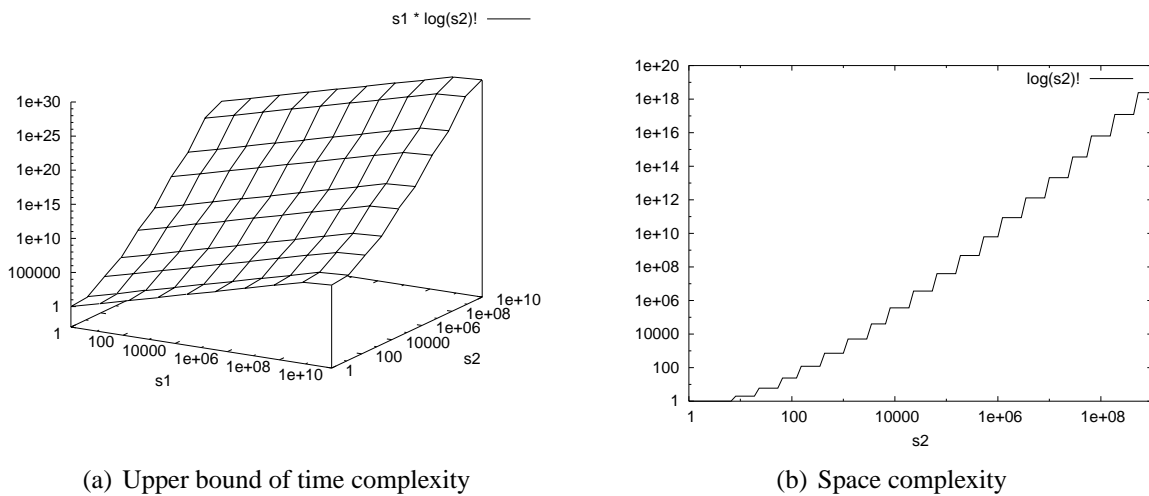 s1 * log(s2)!
1e+30
1e+25
1e+20
1e+15
1e+10
100000
1
1
100
10000
1e+06
1e+08
1e+10
s1
1
100
10000
1e+06
1e+08
1e+10
s2
(a) Upper bound of time complexity
log(s2)!
1e+20
1e+18
1e+16
1e+14
1e+12
1e+10
1e+08
1e+06
10000
100
1
1
100
10000
1e+06
1e+08
s2
(b) Space complexity